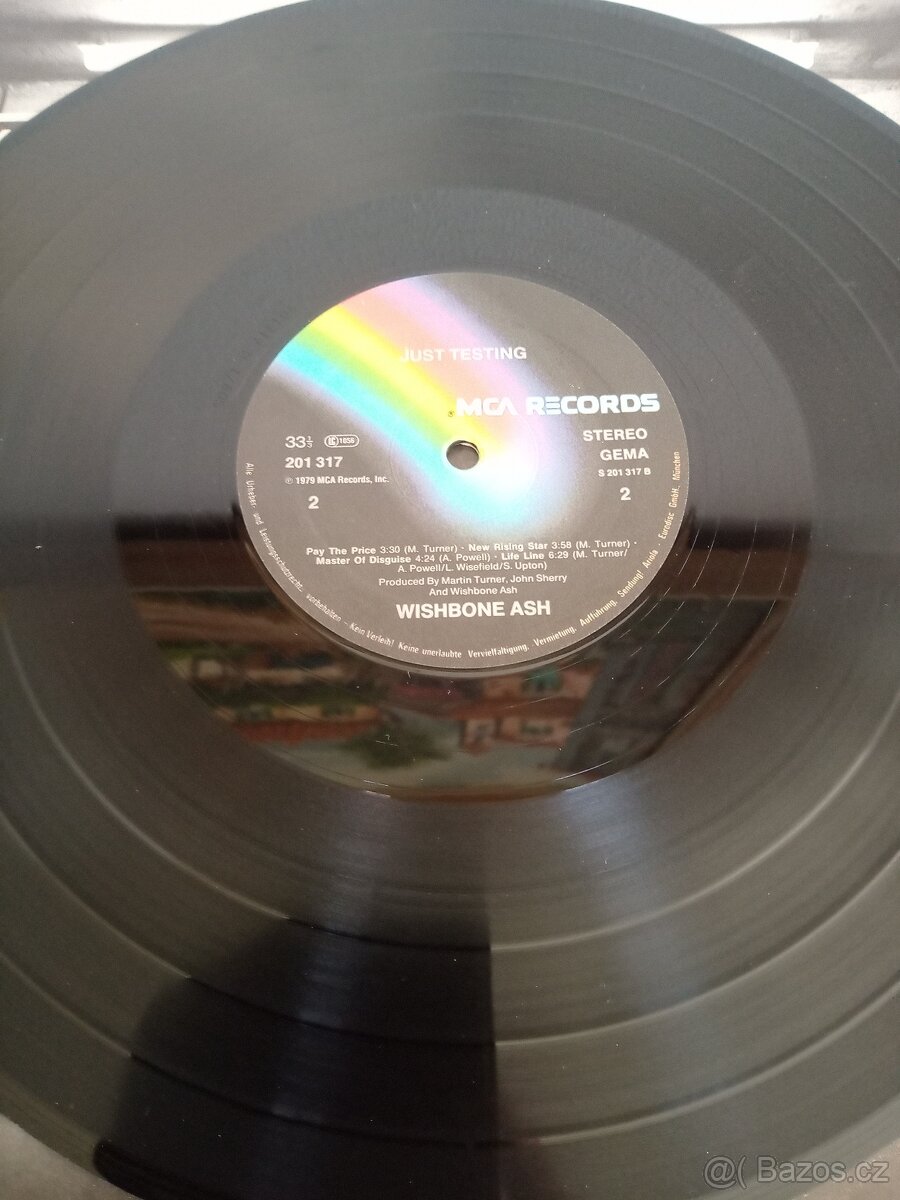 JUST TESTING
® MCA RECORDS
33⅓ LC 1056 STEREO
201 317 GEMA
℗ 1979 MCA Records, Inc. S 201 317 B
2 2
Pay The Price 3:30 (M. Turner) - New Rising Star 3:58 (M. Turner) -
Master Of Disguise 4:24 (A. Powell) - Life Line 6:29 (M. Turner/
A. Powell/L. Wisefield/S. Upton)
Produced By Martin Turner, John Sherry
And Wishbone Ash
WISHBONE ASH
Alle Urheber- und Leistungsschutzrecht. vorbehalten - Kein Verleih! Keine unerlaubte Vervielfältigung, Vermietung, Aufführung, Sendung! Ariola - Eurodisc GmbH, München
@( Bazos.cz